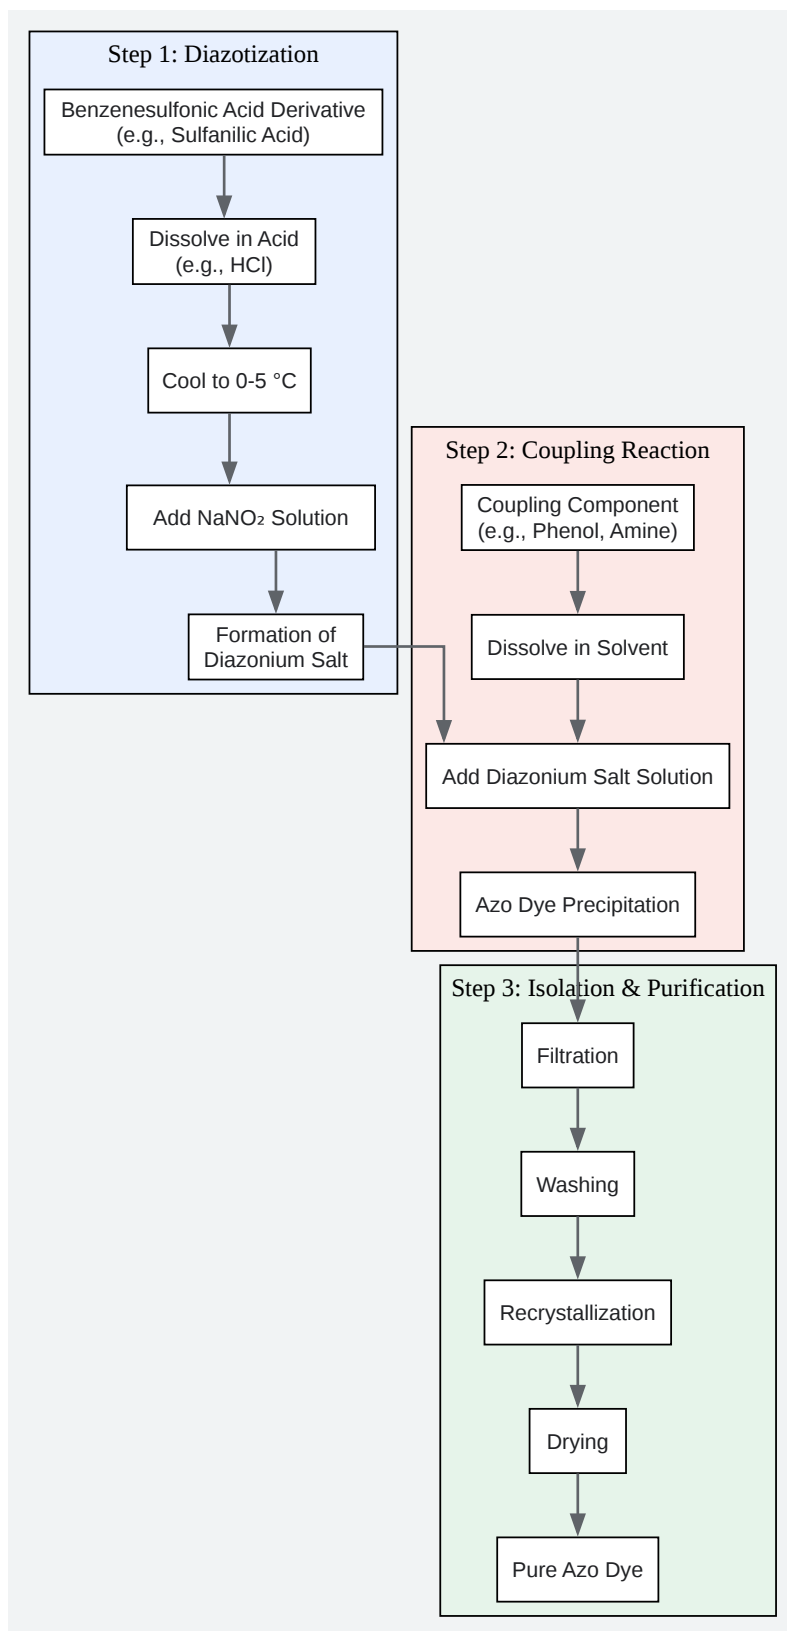 Step 1: Diazotization
Benzenesulfonic Acid Derivative
(e.g., Sulfanilic Acid)
Dissolve in Acid
(e.g., HCl)
Cool to 0-5 °C
Add NaNO₂ Solution
Formation of
Diazonium Salt
Step 2: Coupling Reaction
Coupling Component
(e.g., Phenol, Amine)
Dissolve in Solvent
Add Diazonium Salt Solution
Azo Dye Precipitation
Step 3: Isolation & Purification
Filtration
Washing
Recrystallization
Drying
Pure Azo Dye